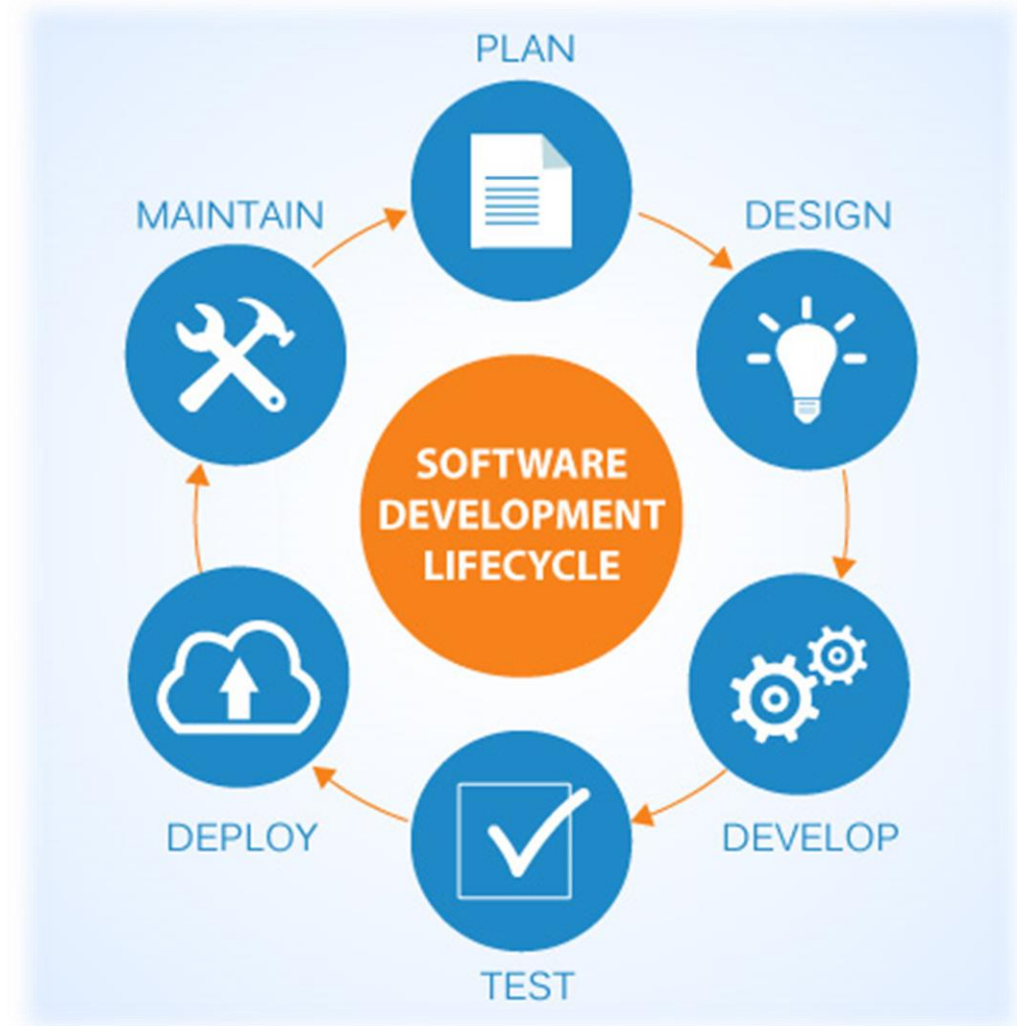 PLAN
MAINTAIN
DESIGN
SOFTWARE
DEVELOPMENT
LIFECYCLE
DEPLOY
DEVELOP
TEST